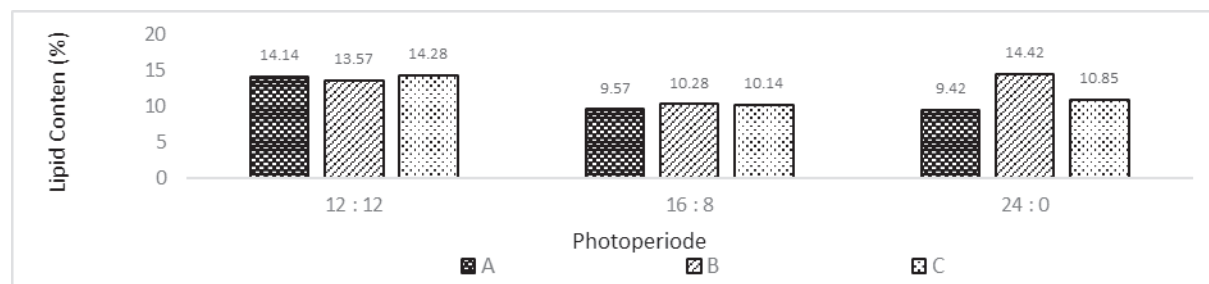 Lipid Conten (%)
20
15
10
5
0
14.14
13.57
14.28
9.57
10.28
10.14
9.42
14.42
10.85
12 : 12
16 : 8
24 : 0
Photoperiode
A
B
C